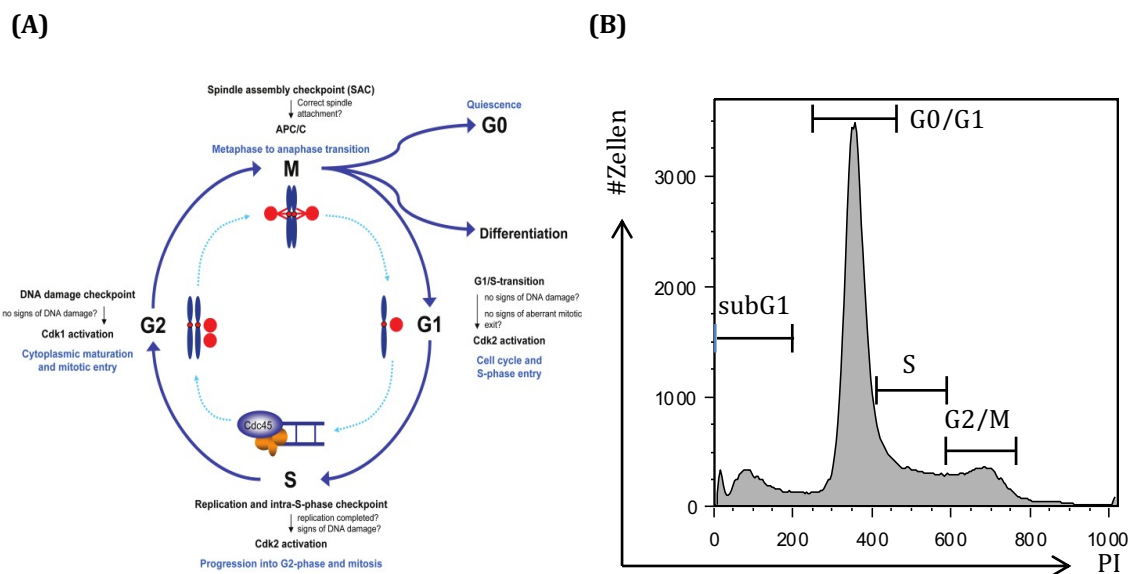 (A)
Spindle assembly checkpoint (SAC)
Correct spindle
attachment?
APC/C
Metaphase to anaphase transition
M
Quiescence
G0
Differentiation
G1/S-transition
no signs of DNA damage?
no signs of aberrant mitotic
exit?
Cdk2 activation
Cell cycle and
S-phase entry
G1
DNA damage checkpoint
no signs of DNA damage?
Cdk1 activation
Cytoplasmic maturation
and mitotic entry
G2
Cdc45
S
Replication and intra-S-phase checkpoint
replication completed?
signs of DNA damage?
Cdk2 activation
Progression into G2-phase and mitosis
(B)
#Zellen
G0/G1
3000
2000
subG1
S
1000
G2/M
0
0 200 400 600 800 1000
PI